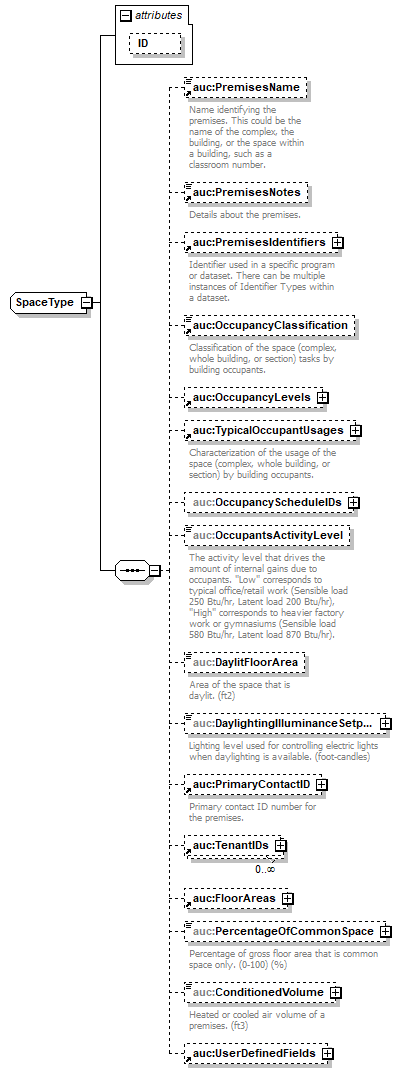 attributes
ID
auc:PremisesName
Name identifying the
premises. This could be the
name of the complex, the
building, or the space within
a building, such as a
classroom number.
auc:PremisesNotes
Details about the premises.
auc:PremisesIdentifiers
Identifier used in a specific program
or dataset. There can be multiple
instances of Identifier Types within
a dataset.
SpaceType
auc:OccupancyClassification
Classification of the space (complex,
whole building, or section) tasks by
building occupants.
auc:OccupancyLevels
auc:TypicalOccupantUsages
Characterization of the usage of the
space (complex, whole building, or
section) by building occupants.
auc:OccupancyScheduleIDs
auc:OccupantsActivityLevel
The activity level that drives the
amount of internal gains due to
occupants. "Low" corresponds to
typical office/retail work (Sensible load
250 Btu/hr, Latent load 200 Btu/hr),
"High" corresponds to heavier factory
work or gymnasiums (Sensible load
580 Btu/hr, Latent load 870 Btu/hr).
auc:DaylitFloorArea
Area of the space that is
daylit. (ft2)
auc:DaylightingIlluminanceSetp...
Lighting level used for controlling electric lights
when daylighting is available. (foot-candles)
auc:PrimaryContactID
Primary contact ID number for
the premises.
auc:TenantIDs
0..∞
auc:FloorAreas
auc:PercentageOfCommonSpace
Percentage of gross floor area that is common
space only. (0-100) (%)
auc:ConditionedVolume
Heated or cooled air volume of a
premises. (ft3)
auc:UserDefinedFields